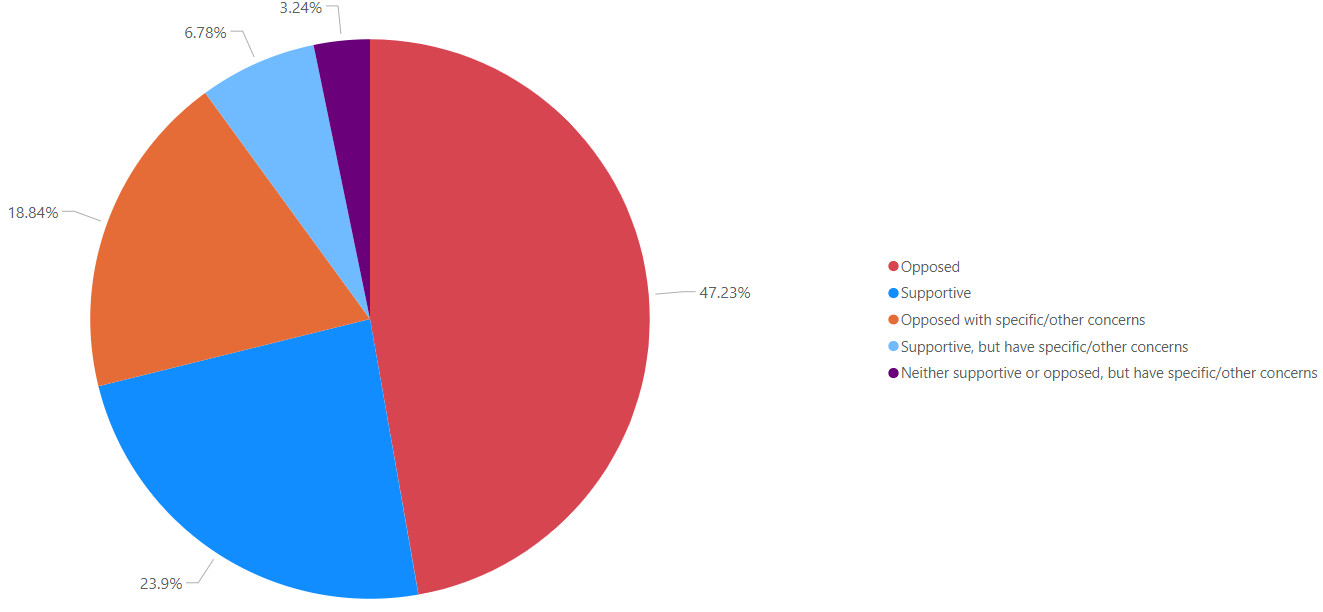 3.24%
6.78%
18.84%
47.23%
23.9%
Opposed
Supportive
Opposed with specific/other concerns
Supportive, but have specific/other concerns
Neither supportive or opposed, but have specific/other concerns